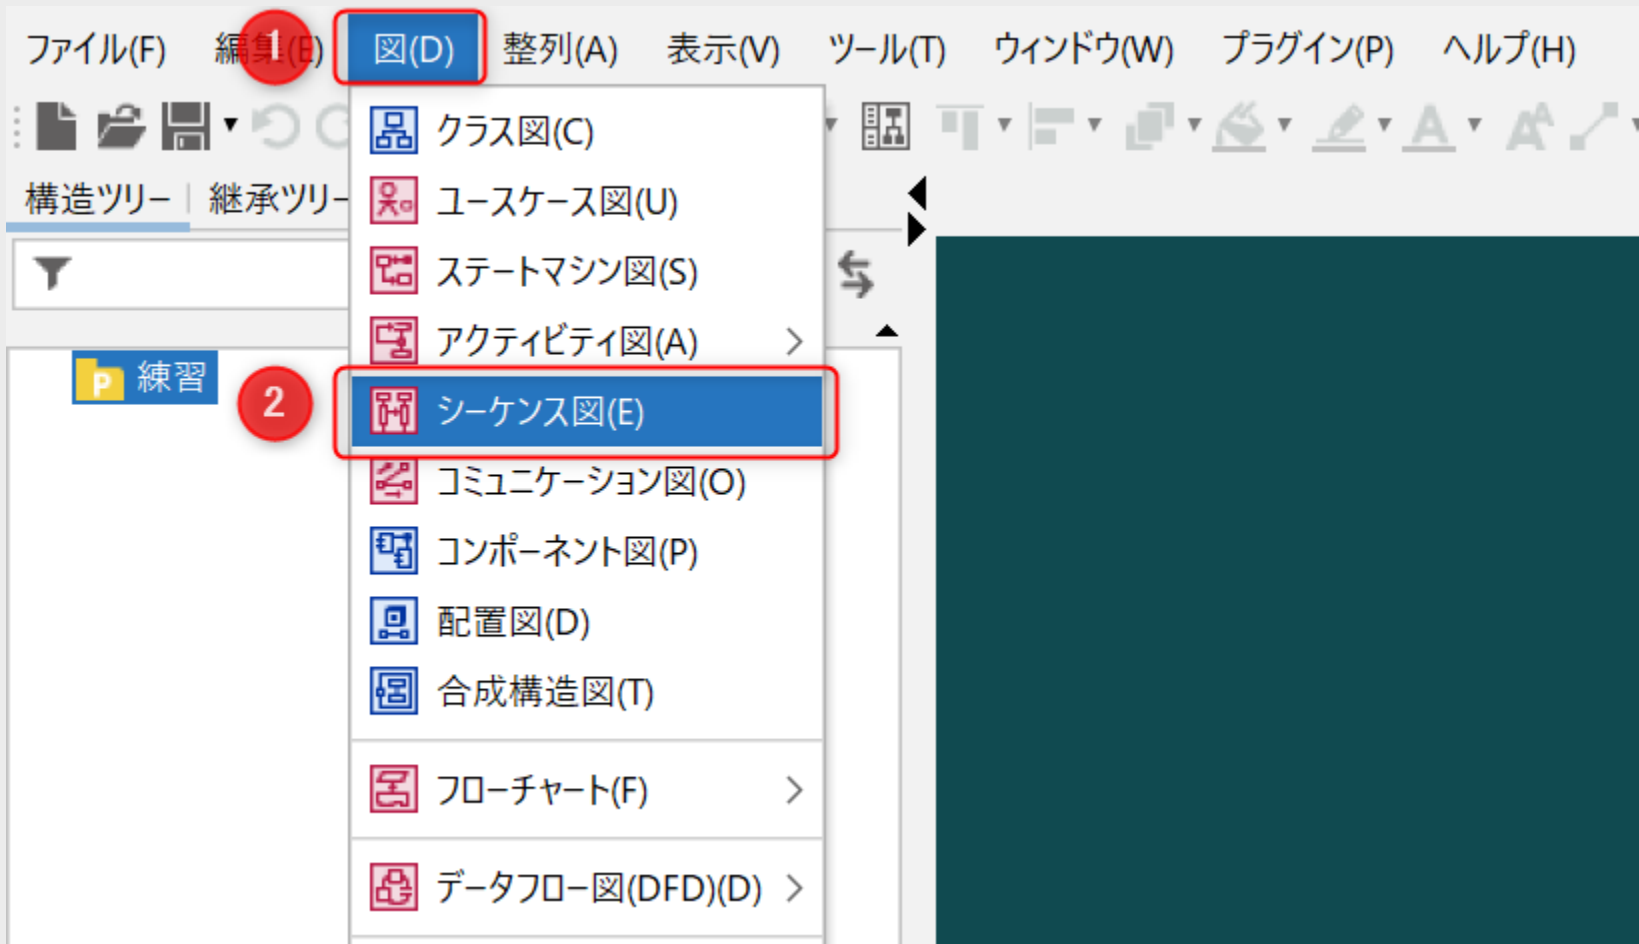 ファイル(F) 編集(E) 図(D) 整列(A) 表示(V) ツール(T) ウィンドウ(W) プラグイン(P) ヘルプ(H)
1
構造ツリー 継承ツリー
クラス図(C)
ユースケース図(U)
ステートマシン図(S)
アクティビティ図(A)
練習
2
シーケンス図(E)
コミュニケーション図(O)
コンポーネント図(P)
配置図(D)
合成構造図(T)
フローチャート(F)
データフロー図(DFD)(D)